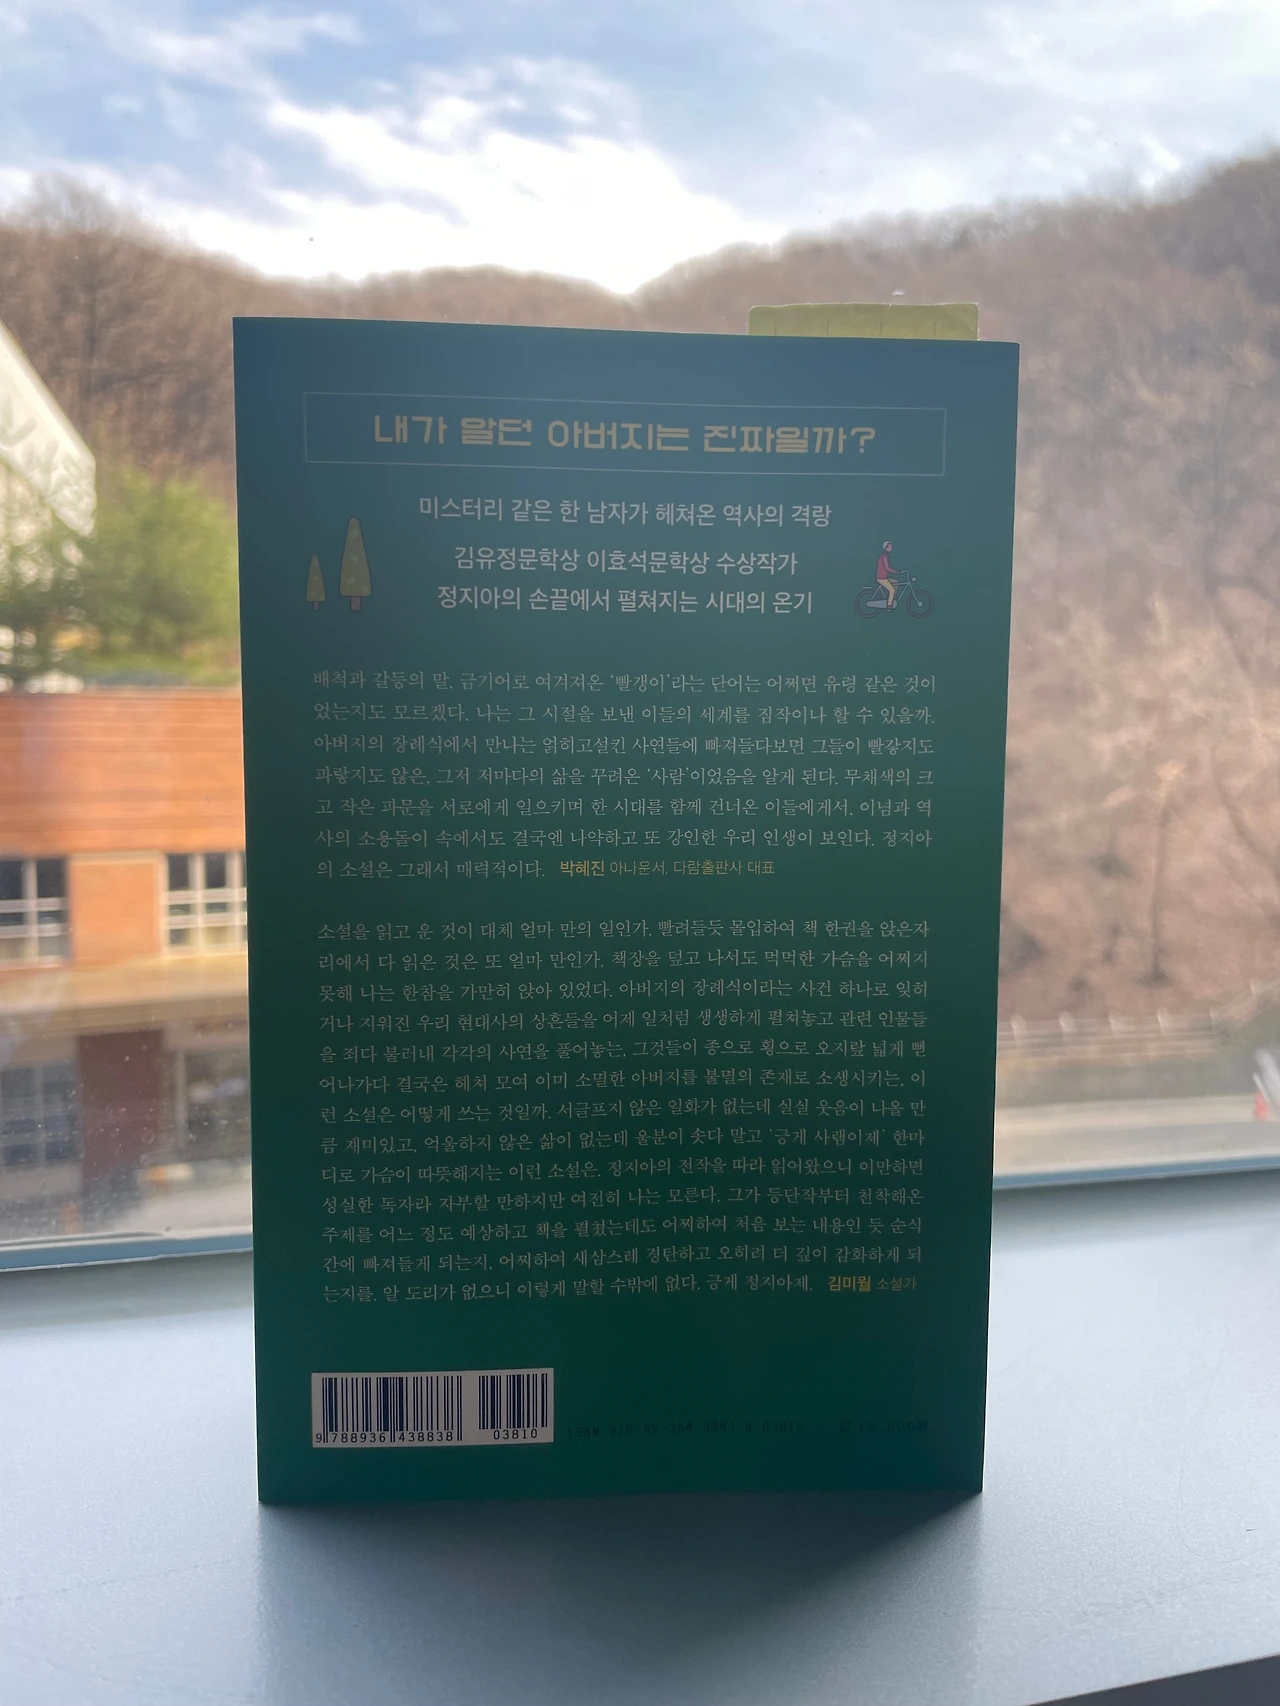 내가 알던 아버지는 진짜일까?
미스터리 같은 한 남자가 헤쳐온 역사의 격랑
김유정문학상 이효석문학상 수상작가
정지아의 손끝에서 펼쳐지는 시대의 온기
배척과 갈등의 말, 금기어로 여겨져온 ‘빨갱이’라는 단어는 어쩌면 유령 같은 것이
었는지도 모르겠다. 나는 그 시절을 보낸 이들의 세계를 짐작이나 할 수 있을까.
아버지의 장례식에서 만나는 얽히고설킨 사연들에 빠져들다보면 그들이 빨갛지도
파랗지도 않은, 그저 저마다의 삶을 꾸려온 ‘사람’이었음을 알게 된다. 무채색의 크
고 작은 파문을 서로에게 일으키며 한 시대를 함께 건너온 이들에게서, 이념과 역
사의 소용돌이 속에서도 결국엔 나약하고 또 강인한 우리 인생이 보인다. 정지아
의 소설은 그래서 매력적이다. 박혜진 아나운서, 다람출판사 대표
소설을 읽고 운 것이 대체 얼마 만의 일인가. 빨려들듯 몰입하여 책 한권을 앉은자
리에서 다 읽은 것은 또 얼마 만인가. 책장을 덮고 나서도 먹먹한 가슴을 어쩌지
못해 나는 한참을 가만히 앉아 있었다. 아버지의 장례식이라는 사건 하나로 잊히
거나 지워진 우리 현대사의 상흔들을 어제 일처럼 생생하게 펼쳐놓고 관련 인물들
을 죄다 불러내 각각의 사연을 풀어놓는, 그것들이 종으로 횡으로 오지랖 넓게 뻗
어나가다 결국은 헤쳐 모여 이미 소멸한 아버지를 불멸의 존재로 소생시키는, 이
런 소설은 어떻게 쓰는 것일까. 서글프지 않은 일화가 없는데 실실 웃음이 나올 만
큼 재미있고, 억울하지 않은 삶이 없는데 울분이 솟다 말고 ‘긍게 사램이제’ 한마
디로 가슴이 따뜻해지는 이런 소설은. 정지아의 전작을 따라 읽어왔으니 이만하면
성실한 독자라 자부할 만하지만 여전히 나는 모른다. 그가 등단작부터 천착해온
주제를 어느 정도 예상하고 책을 펼쳤는데도 어찌하여 처음 보는 내용인 듯 순식
간에 빠져들게 되는지, 어찌하여 새삼스레 경탄하고 오히려 더 깊이 감화하게 되
는지를. 알 도리가 없으니 이렇게 말할 수밖에 없다. 긍게 정지아제. 김미월 소설가
9 788936 438838 03810
ISBN 978-89-364-3883-8 03810